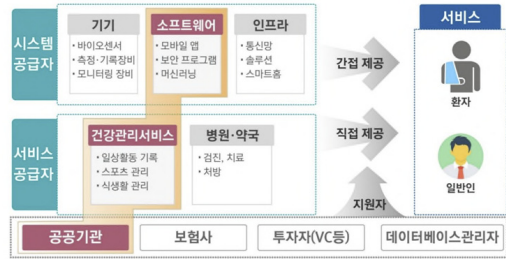 시스템
공급자
기기
• 바이오센서
• 측정·기록장비
• 모니터링 장비
소프트웨어
• 모바일 앱
• 보안 프로그램
• 머신러닝
인프라
• 통신망
• 솔루션
• 스마트홈
간접 제공
서비스
환자
서비스
공급자
건강관리서비스
• 일상활동 기록
• 스포츠 관리
• 식생활 관리
병원·약국
• 검진, 치료
• 처방
직접 제공
일반인
지원자
공공기관
보험사
투자자(VC등)
데이터베이스관리자